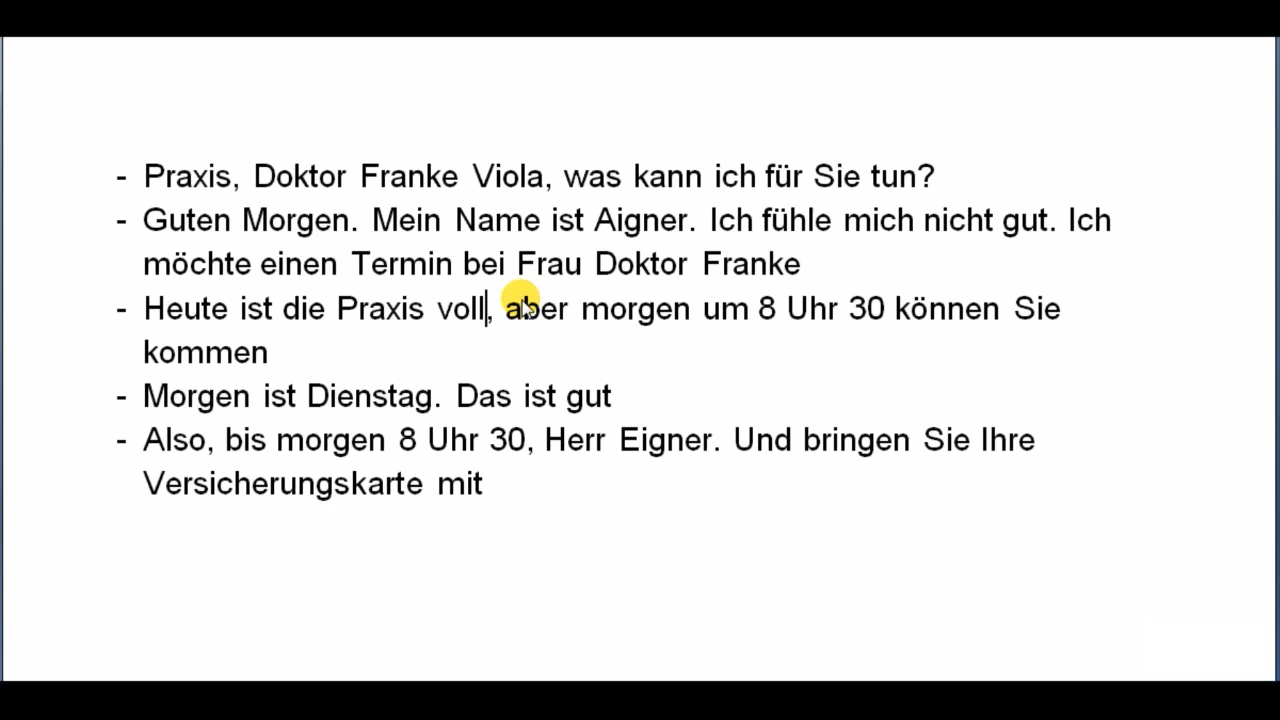 - Praxis, Doktor Franke Viola, was kann ich für Sie tun?
- Guten Morgen. Mein Name ist Aigner. Ich fühle mich nicht gut. Ich
möchte einen Termin bei Frau Doktor Franke
- Heute ist die Praxis voll, aber morgen um 8 Uhr 30 können Sie
kommen
- Morgen ist Dienstag. Das ist gut
- Also, bis morgen 8 Uhr 30, Herr Eigner. Und bringen Sie Ihre
Versicherungskarte mit